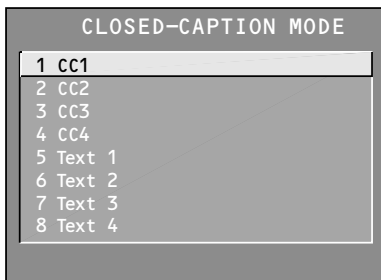 CLOSED-CAPTION MODE
1 CC1
2 CC2
3 CC3
4 CC4
5 Text 1
6 Text 2
7 Text 3
8 Text 4